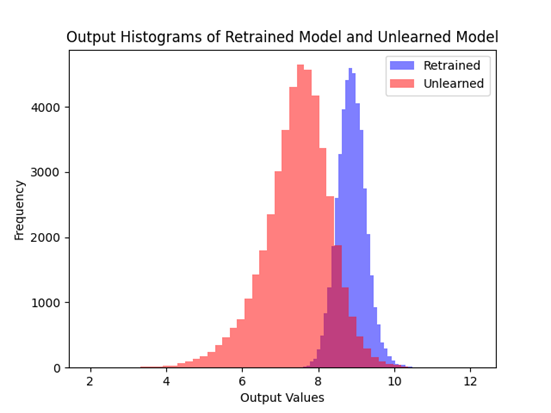 Output Histograms of Retrained Model and Unlearned Model
Retrained
Unlearned
4000
3000
2000
1000
0
Frequency
2 4 6 8 10 12
Output Values